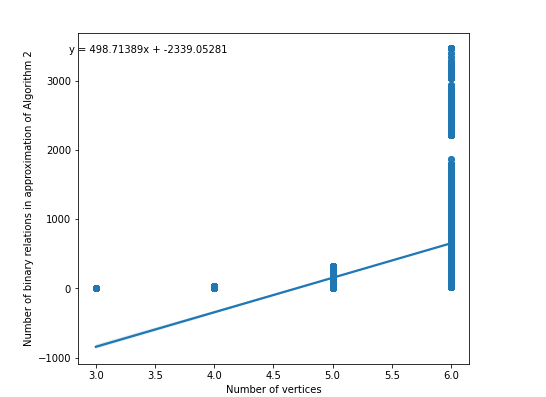 y = 498.71389x + -2339.05281
Number of binary relations in approximation of Algorithm 2
3000
2000
1000
0
−1000
3.0 3.5 4.0 4.5 5.0 5.5 6.0
Number of vertices